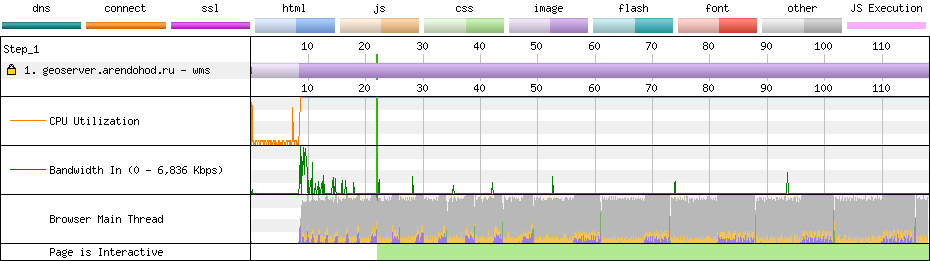 dns connect ssl html js css image flash font other JS Execution
Step_1 10 20 30 40 50 60 70 80 90 100 110
1. geoserver.arendohod.ru - wms
10 20 30 40 50 60 70 80 90 100 110
CPU Utilization
Bandwidth In (0 - 6,836 Kbps)
Browser Main Thread
Page is Interactive